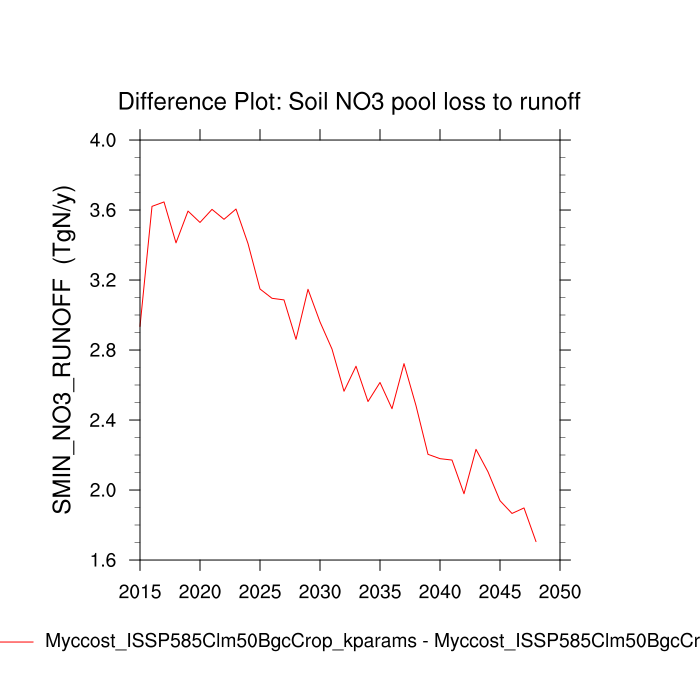 Difference Plot: Soil NO3 pool loss to runoff
SMIN_NO3_RUNOFF (TgN/y)
4.0
3.6
3.2
2.8
2.4
2.0
1.6
2015 2020 2025 2030 2035 2040 2045 2050
Myccost_ISSP585Clm50BgcCrop_kparams - Myccost_ISSP585Clm50BgcCr